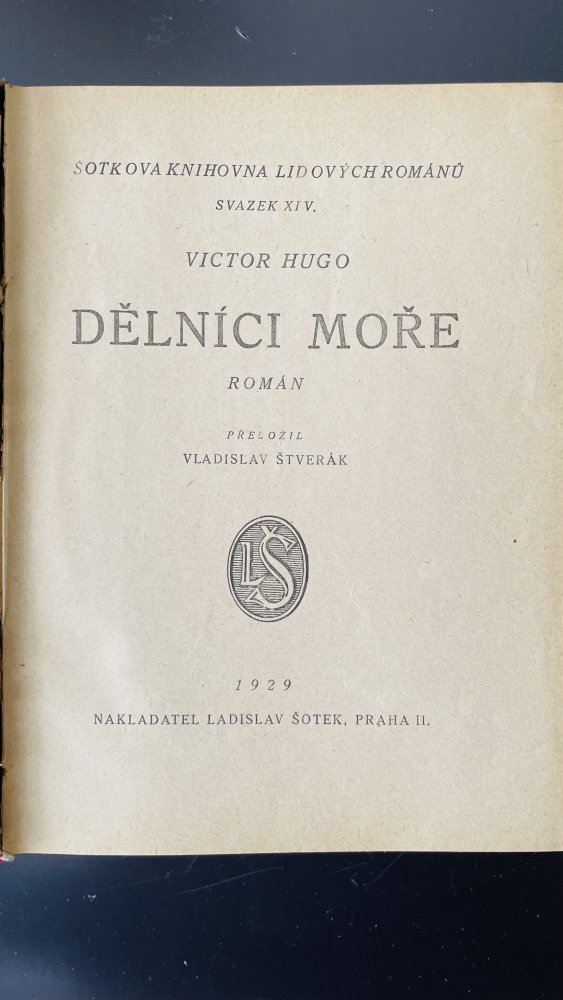 ŠOTKOVA KNIHOVNA LIDOVÝCH ROMÁNŮ
SVAZEK XIV.
VICTOR HUGO
DĚLNÍCI MOŘE
ROMÁN
PŘELOŽIL
VLADISLAV ŠTVERÁK
LŠ
1929
NAKLADATEL LADISLAV ŠOTEK, PRAHA II.